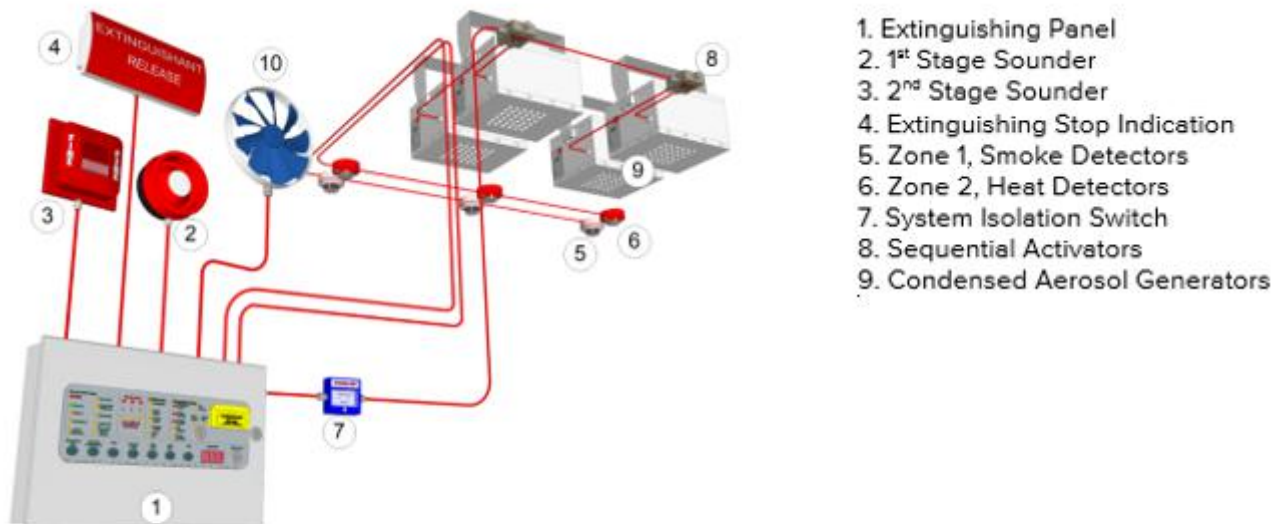 EXTINGUISHANT
RELEASE
4
10
8
3
2
9
5
6
7
1
1. Extinguishing Panel
2. 1st Stage Sounder
3. 2nd Stage Sounder
4. Extinguishing Stop Indication
5. Zone 1, Smoke Detectors
6. Zone 2, Heat Detectors
7. System Isolation Switch
8. Sequential Activators
9. Condensed Aerosol Generators